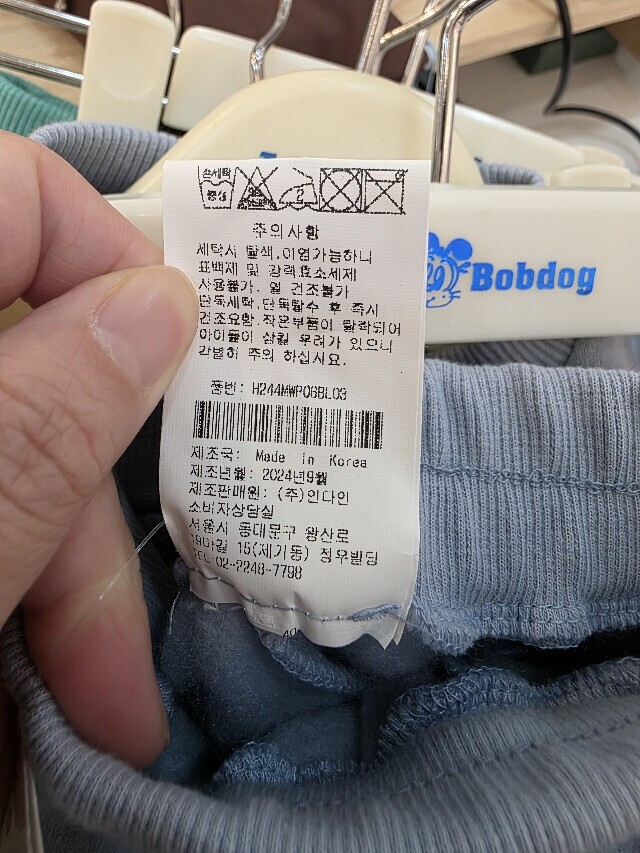 손세탁
중성
주의사항
세탁시 탈색,이염가능하니
표백제 및 강력효소세제
사용불가. 열 건조불가
단독세탁,단독탈수 후 즉시
건조요함.작은부품이 탈착되어
아이들이 삼킬 우려가 있으니
각별히 주의 하십시요.
품번: H244MWP06BL03
제조국: Made in Korea
제조년월: 2024년9월
제조판매원: (주)인다인
소비자상담실
서울시 동대문구 왕산로
19마길 15(제기동) 정우빌딩
TEL 02-2248-7798
Bobdog